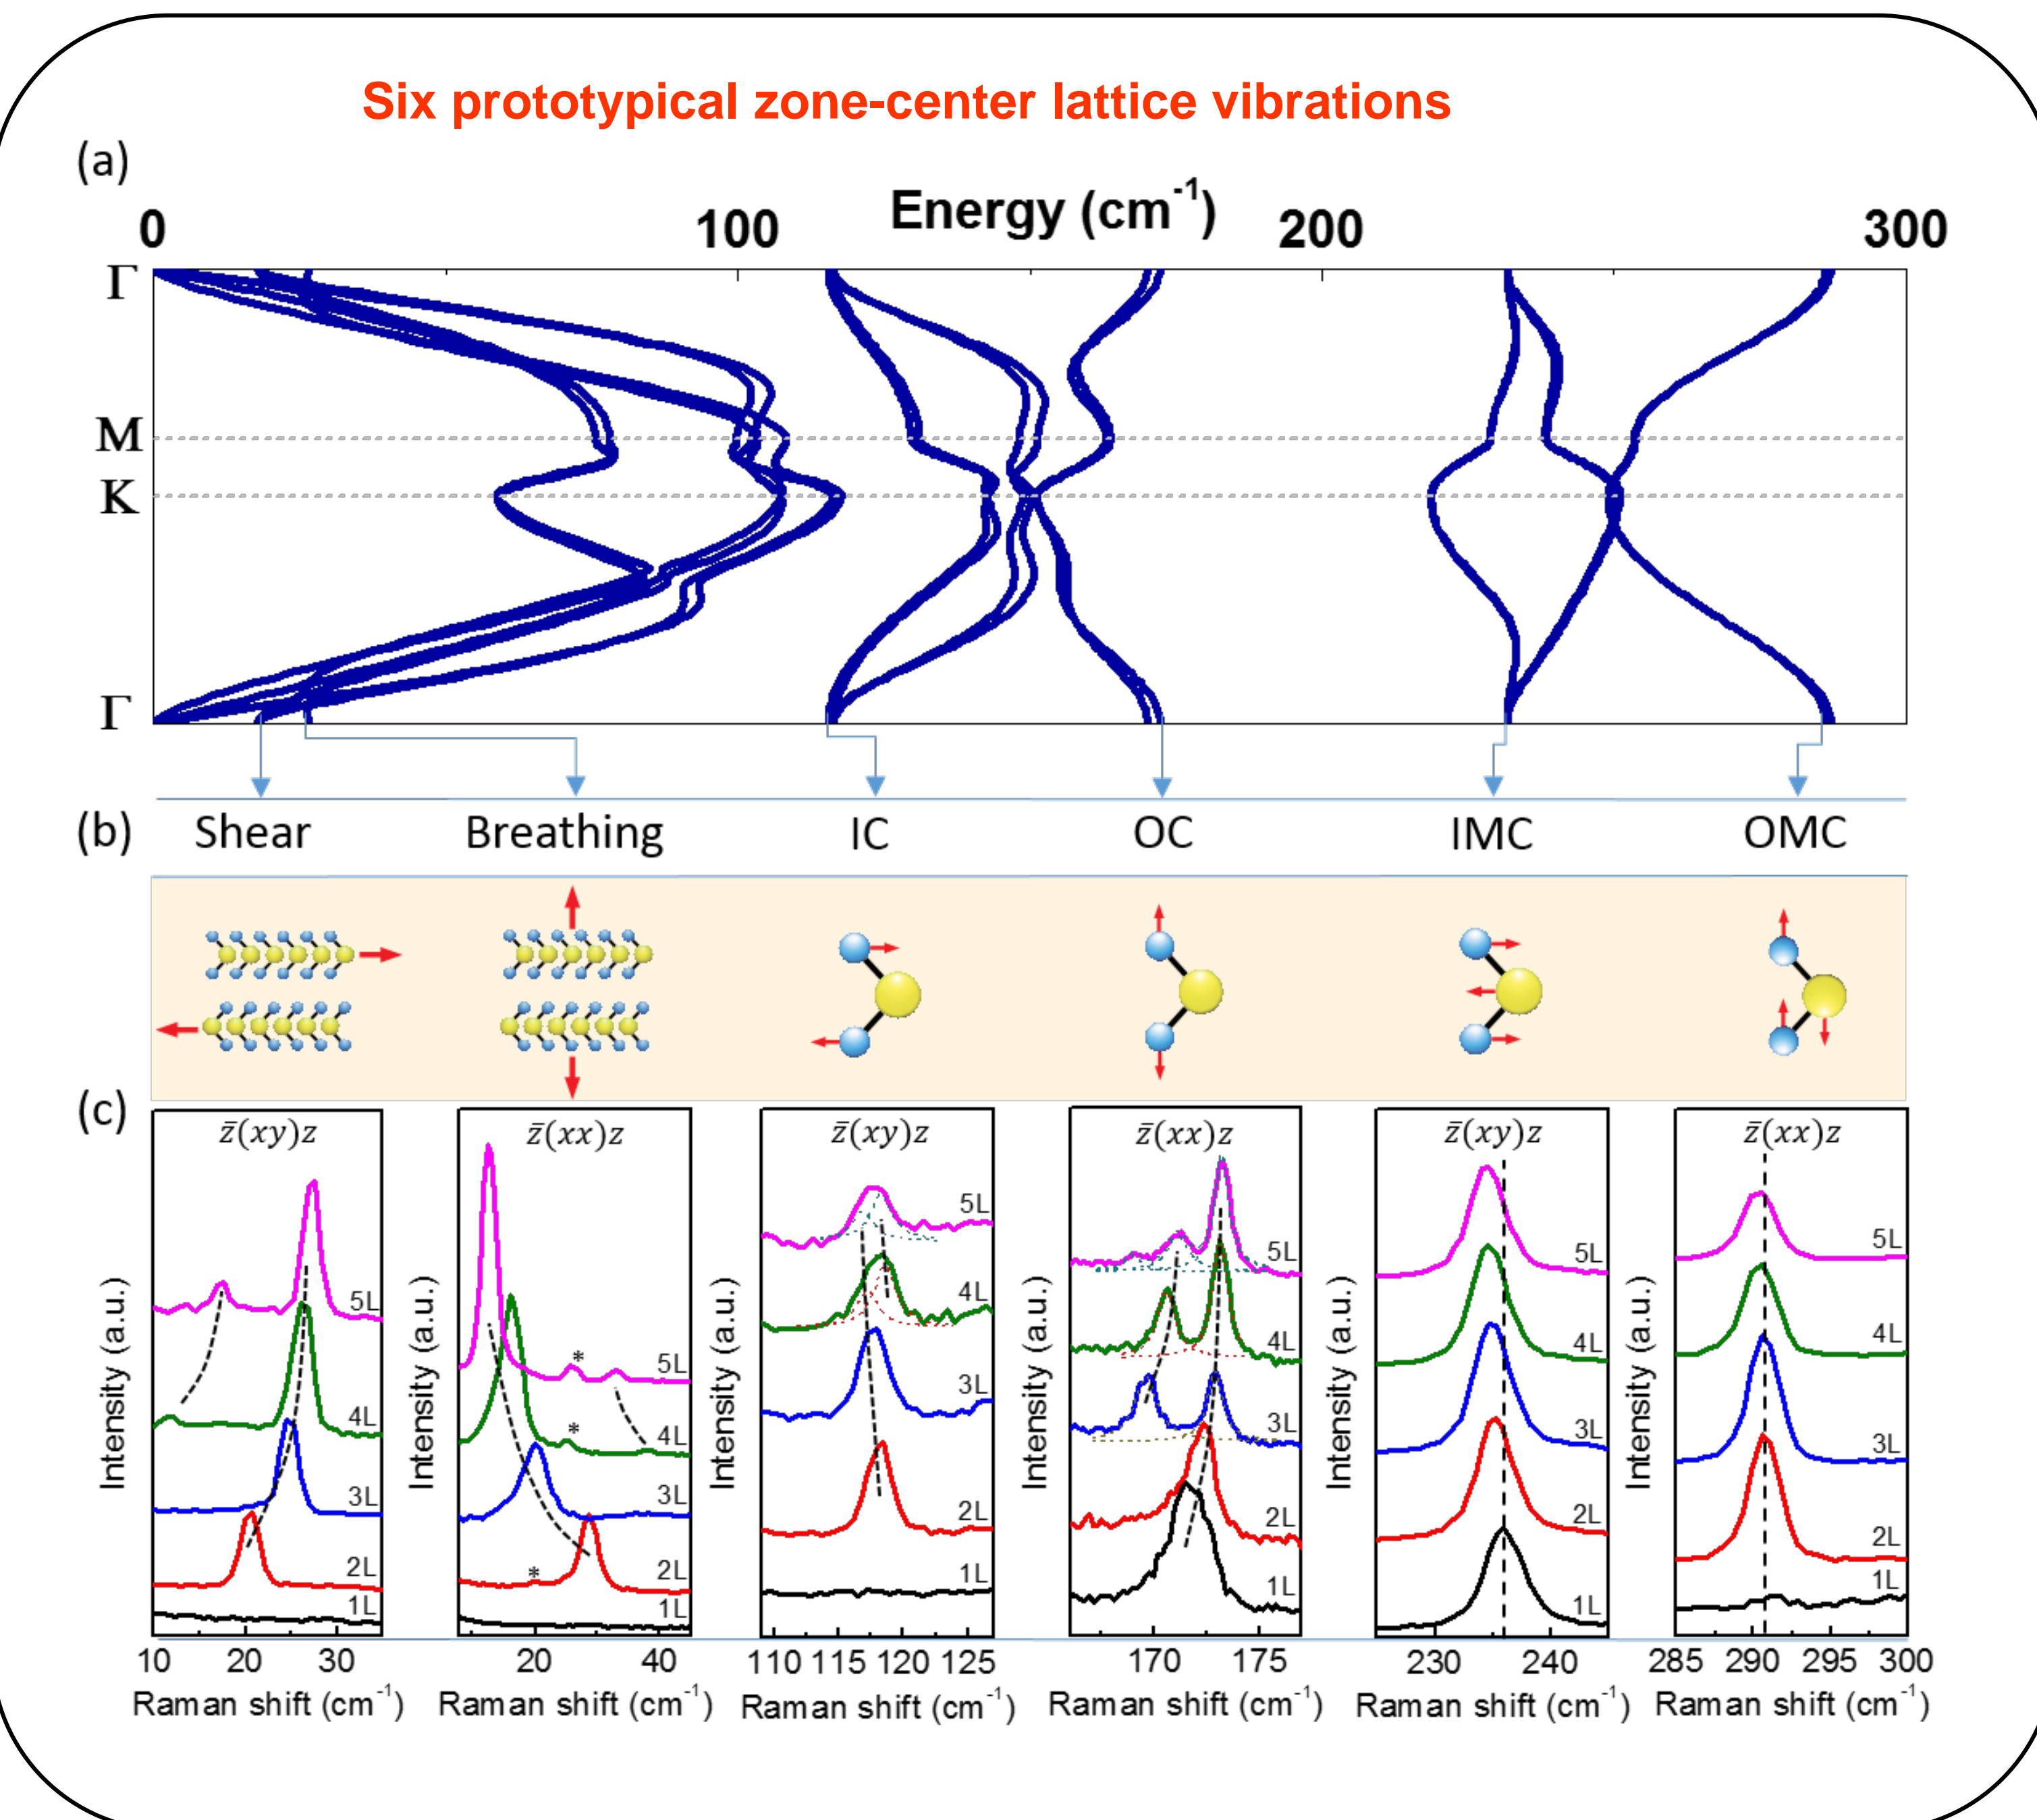 Six prototypical zone-center lattice vibrations
(a)
Energy (cm⁻¹)
0 100 200 300
Γ
M
K
Γ
(b) Shear Breathing IC OC IMC OMC
(c)
z̄(xy)z z̄(xx)z z̄(xy)z z̄(xx)z z̄(xy)z z̄(xx)z
Intensity (a.u.)
5L
4L
3L
2L
1L
10 20 30
Raman shift (cm⁻¹)
Intensity (a.u.)
5L
*
4L
*
3L
2L
*
1L
20 40
Raman shift (cm⁻¹)
Intensity (a.u.)
5L
4L
3L
2L
1L
110 115 120 125
Raman shift (cm⁻¹)
Intensity (a.u.)
5L
4L
3L
2L
1L
170 175
Raman shift (cm⁻¹)
Intensity (a.u.)
5L
4L
3L
2L
1L
230 240
Raman shift (cm⁻¹)
Intensity (a.u.)
5L
4L
3L
2L
1L
285 290 295 300
Raman shift (cm⁻¹)